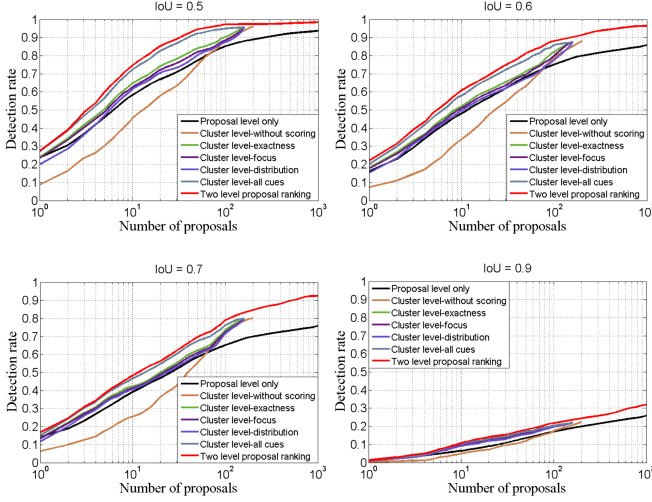 IoU = 0.5
Detection rate
1
0.9
0.8
0.7
0.6
0.5
0.4
0.3
0.2
0.1
0
Proposal level only
Cluster level-without scoring
Cluster level-exactness
Cluster level-focus
Cluster level-distribution
Cluster level-all cues
Two level proposal ranking
10^0 10^1 10^2 10^3
Number of proposals
IoU = 0.6
Detection rate
1
0.9
0.8
0.7
0.6
0.5
0.4
0.3
0.2
0.1
0
Proposal level only
Cluster level-without scoring
Cluster level-exactness
Cluster level-focus
Cluster level-distribution
Cluster level-all cues
Two level proposal ranking
10^0 10^1 10^2 10^3
Number of proposals
IoU = 0.7
Detection rate
1
0.9
0.8
0.7
0.6
0.5
0.4
0.3
0.2
0.1
0
Proposal level only
Cluster level-without scoring
Cluster level-exactness
Cluster level-focus
Cluster level-distribution
Cluster level-all cues
Two level proposal ranking
10^0 10^1 10^2 10^3
Number of proposals
IoU = 0.9
Detection rate
1
0.9
0.8
0.7
0.6
0.5
0.4
0.3
0.2
0.1
0
Proposal level only
Cluster level-without scoring
Cluster level-exactness
Cluster level-focus
Cluster level-distribution
Cluster level-all cues
Two level proposal ranking
10^0 10^1 10^2 10^3
Number of proposals